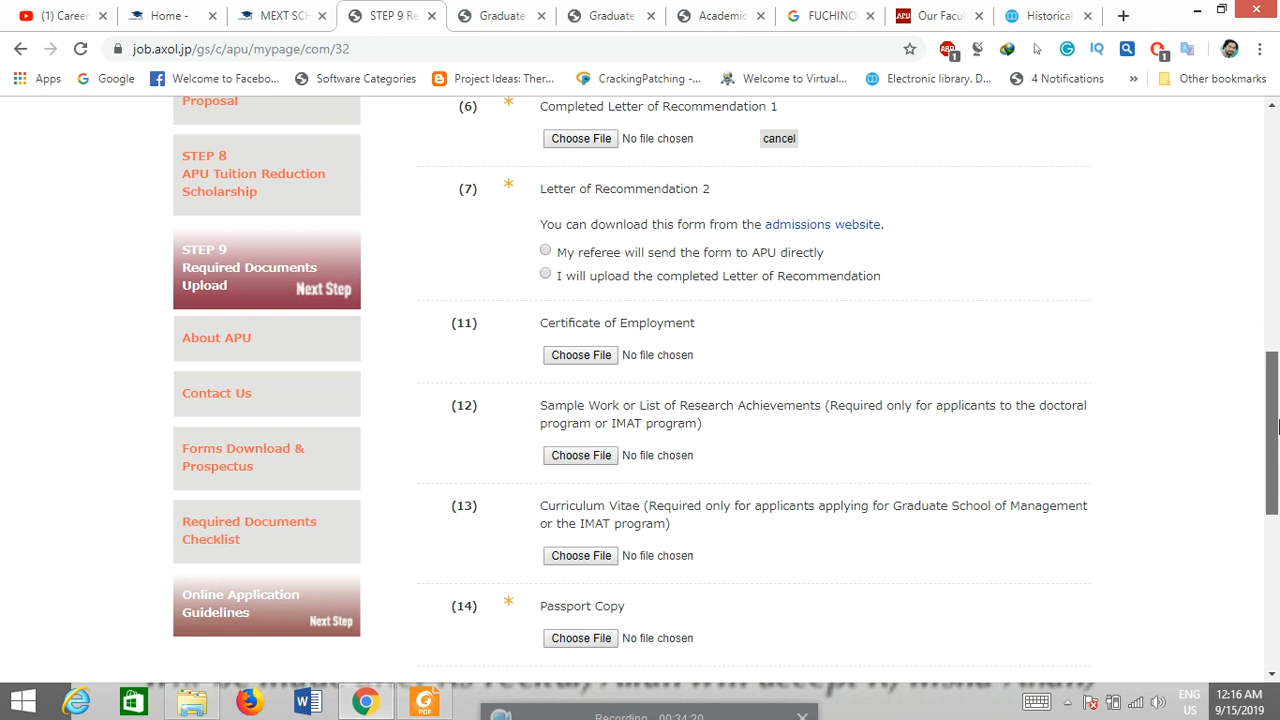 (1) Career
Home -
MEXT SCH
STEP 9 Re
Graduate
Graduate
Academic
FUCHINO
Our Facul
Historical
job.axol.jp/gs/c/apu/mypage/com/32
Apps
Google
Welcome to Facebo...
Software Categories
Project Ideas: Ther...
CrackingPatching -...
Welcome to Virtual...
Electronic library. D...
4 Notifications
»
Other bookmarks
Proposal
STEP 8
APU Tuition Reduction
Scholarship
STEP 9
Required Documents
Upload
Next Step
About APU
Contact Us
Forms Download &
Prospectus
Required Documents
Checklist
Online Application
Guidelines
Next Step
(6) * Completed Letter of Recommendation 1
Choose File No file chosen cancel
(7) * Letter of Recommendation 2
You can download this form from the admissions website.
My referee will send the form to APU directly
I will upload the completed Letter of Recommendation
(11) Certificate of Employment
Choose File No file chosen
(12) Sample Work or List of Research Achievements (Required only for applicants to the doctoral
program or IMAT program)
Choose File No file chosen
(13) Curriculum Vitae (Required only for applicants applying for Graduate School of Management
or the IMAT program)
Choose File No file chosen
(14) * Passport Copy
Choose File No file chosen
Recording 00:34:20
ENG
US
12:16 AM
9/15/2019